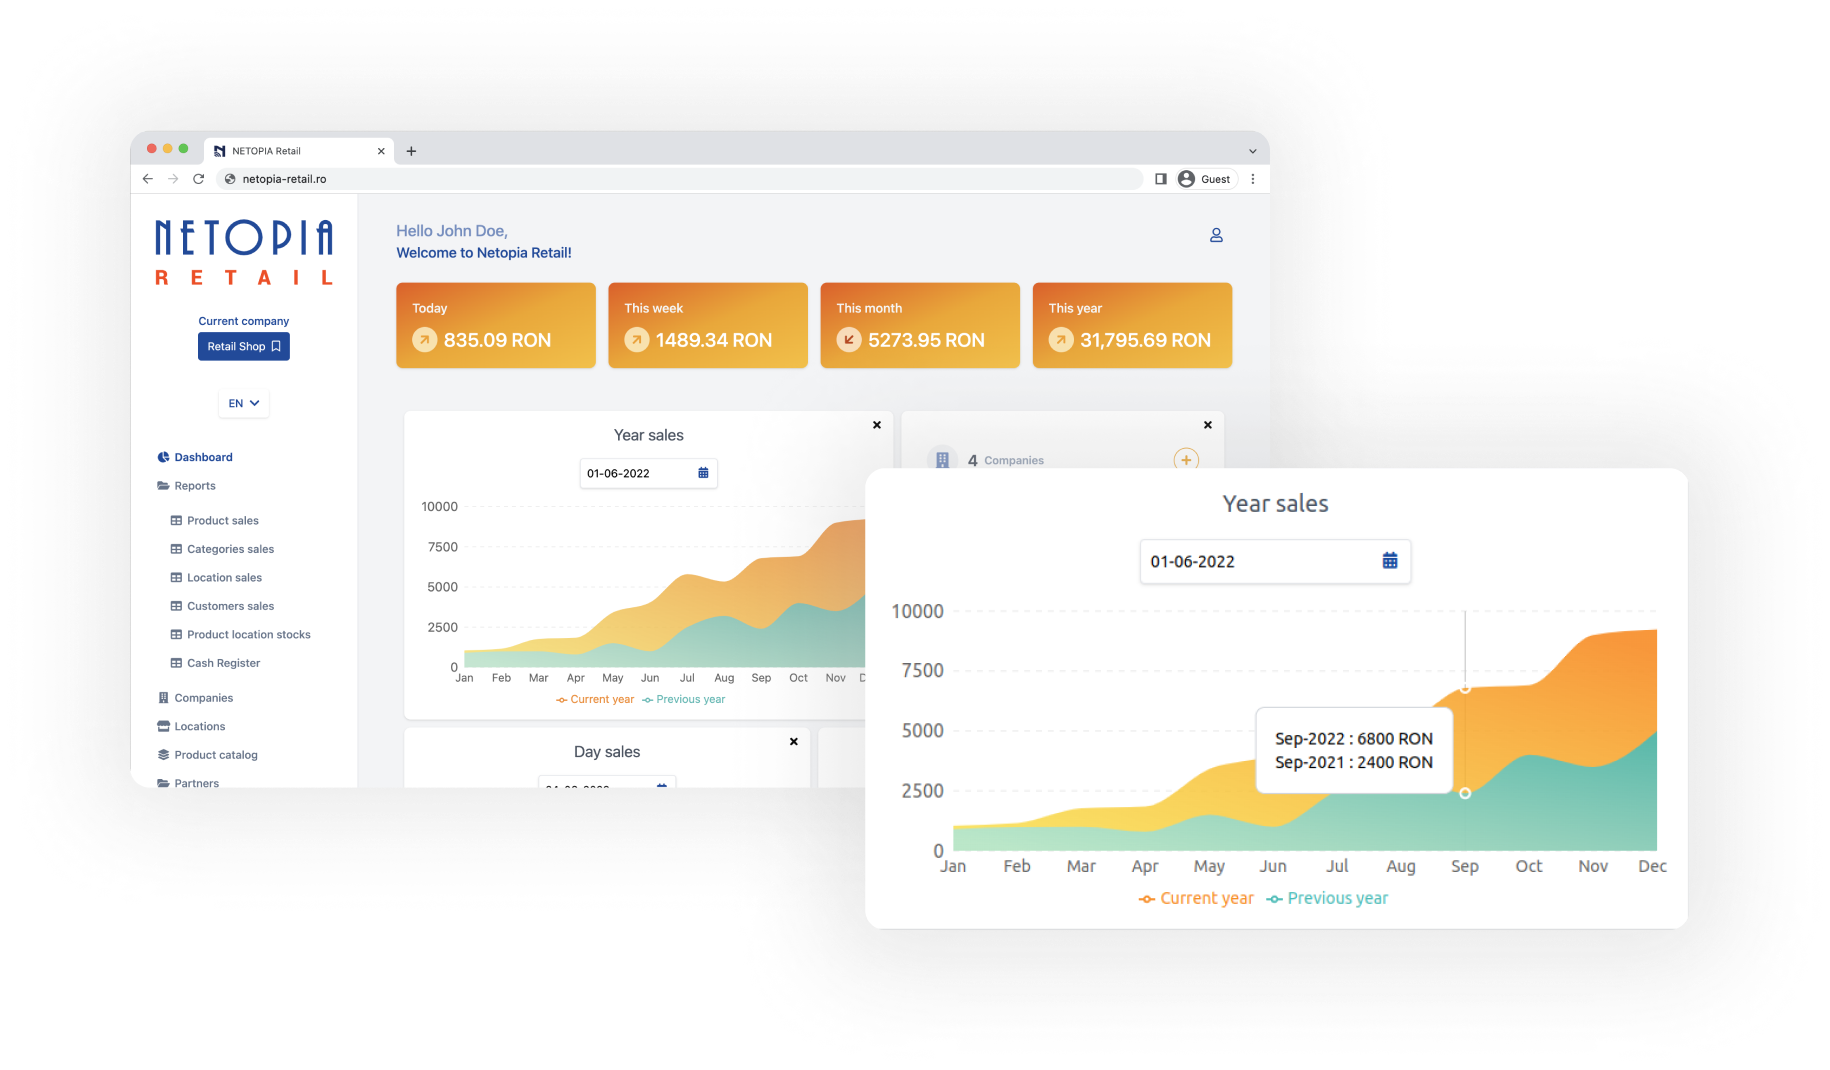 NETOPIA Retail
netopia-retail.ro
Guest
NETOPIA
RETAIL
Current company
Retail Shop
EN
Dashboard
Reports
Product sales
Categories sales
Location sales
Customers sales
Product location stocks
Cash Register
Companies
Locations
Product catalog
Partners
Hello John Doe,
Welcome to Netopia Retail!
Today
835.09 RON
This week
1489.34 RON
This month
5273.95 RON
This year
31,795.69 RON
Year sales
01-06-2022
10000
7500
5000
2500
0
Jan Feb Mar Apr May Jun Jul Aug Sep Oct Nov
Current year Previous year
4 Companies
Day sales
Year sales
01-06-2022
10000
7500
5000
2500
0
Sep-2022 : 6800 RON
Sep-2021 : 2400 RON
Jan Feb Mar Apr May Jun Jul Aug Sep Oct Nov Dec
Current year Previous year